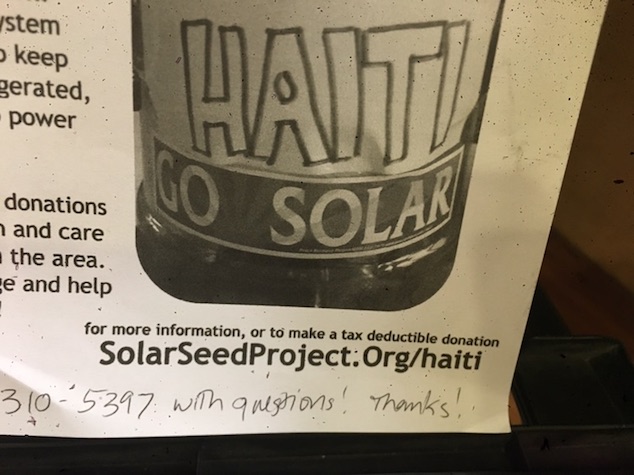 ystem
keep
gerated,
power
donations
and care
the area.
e and help
!
HAITI
GO SOLAR
for more information, or to make a tax deductible donation
SolarSeedProject.Org/haiti
310-5397 with questions! Thanks!